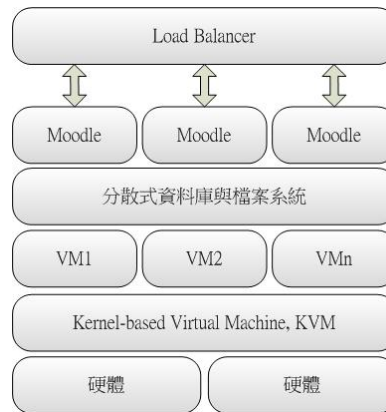 Load Balancer
Moodle Moodle Moodle
分散式資料庫與檔案系統
VM1 VM2 VMn
Kernel-based Virtual Machine, KVM
硬體 硬體